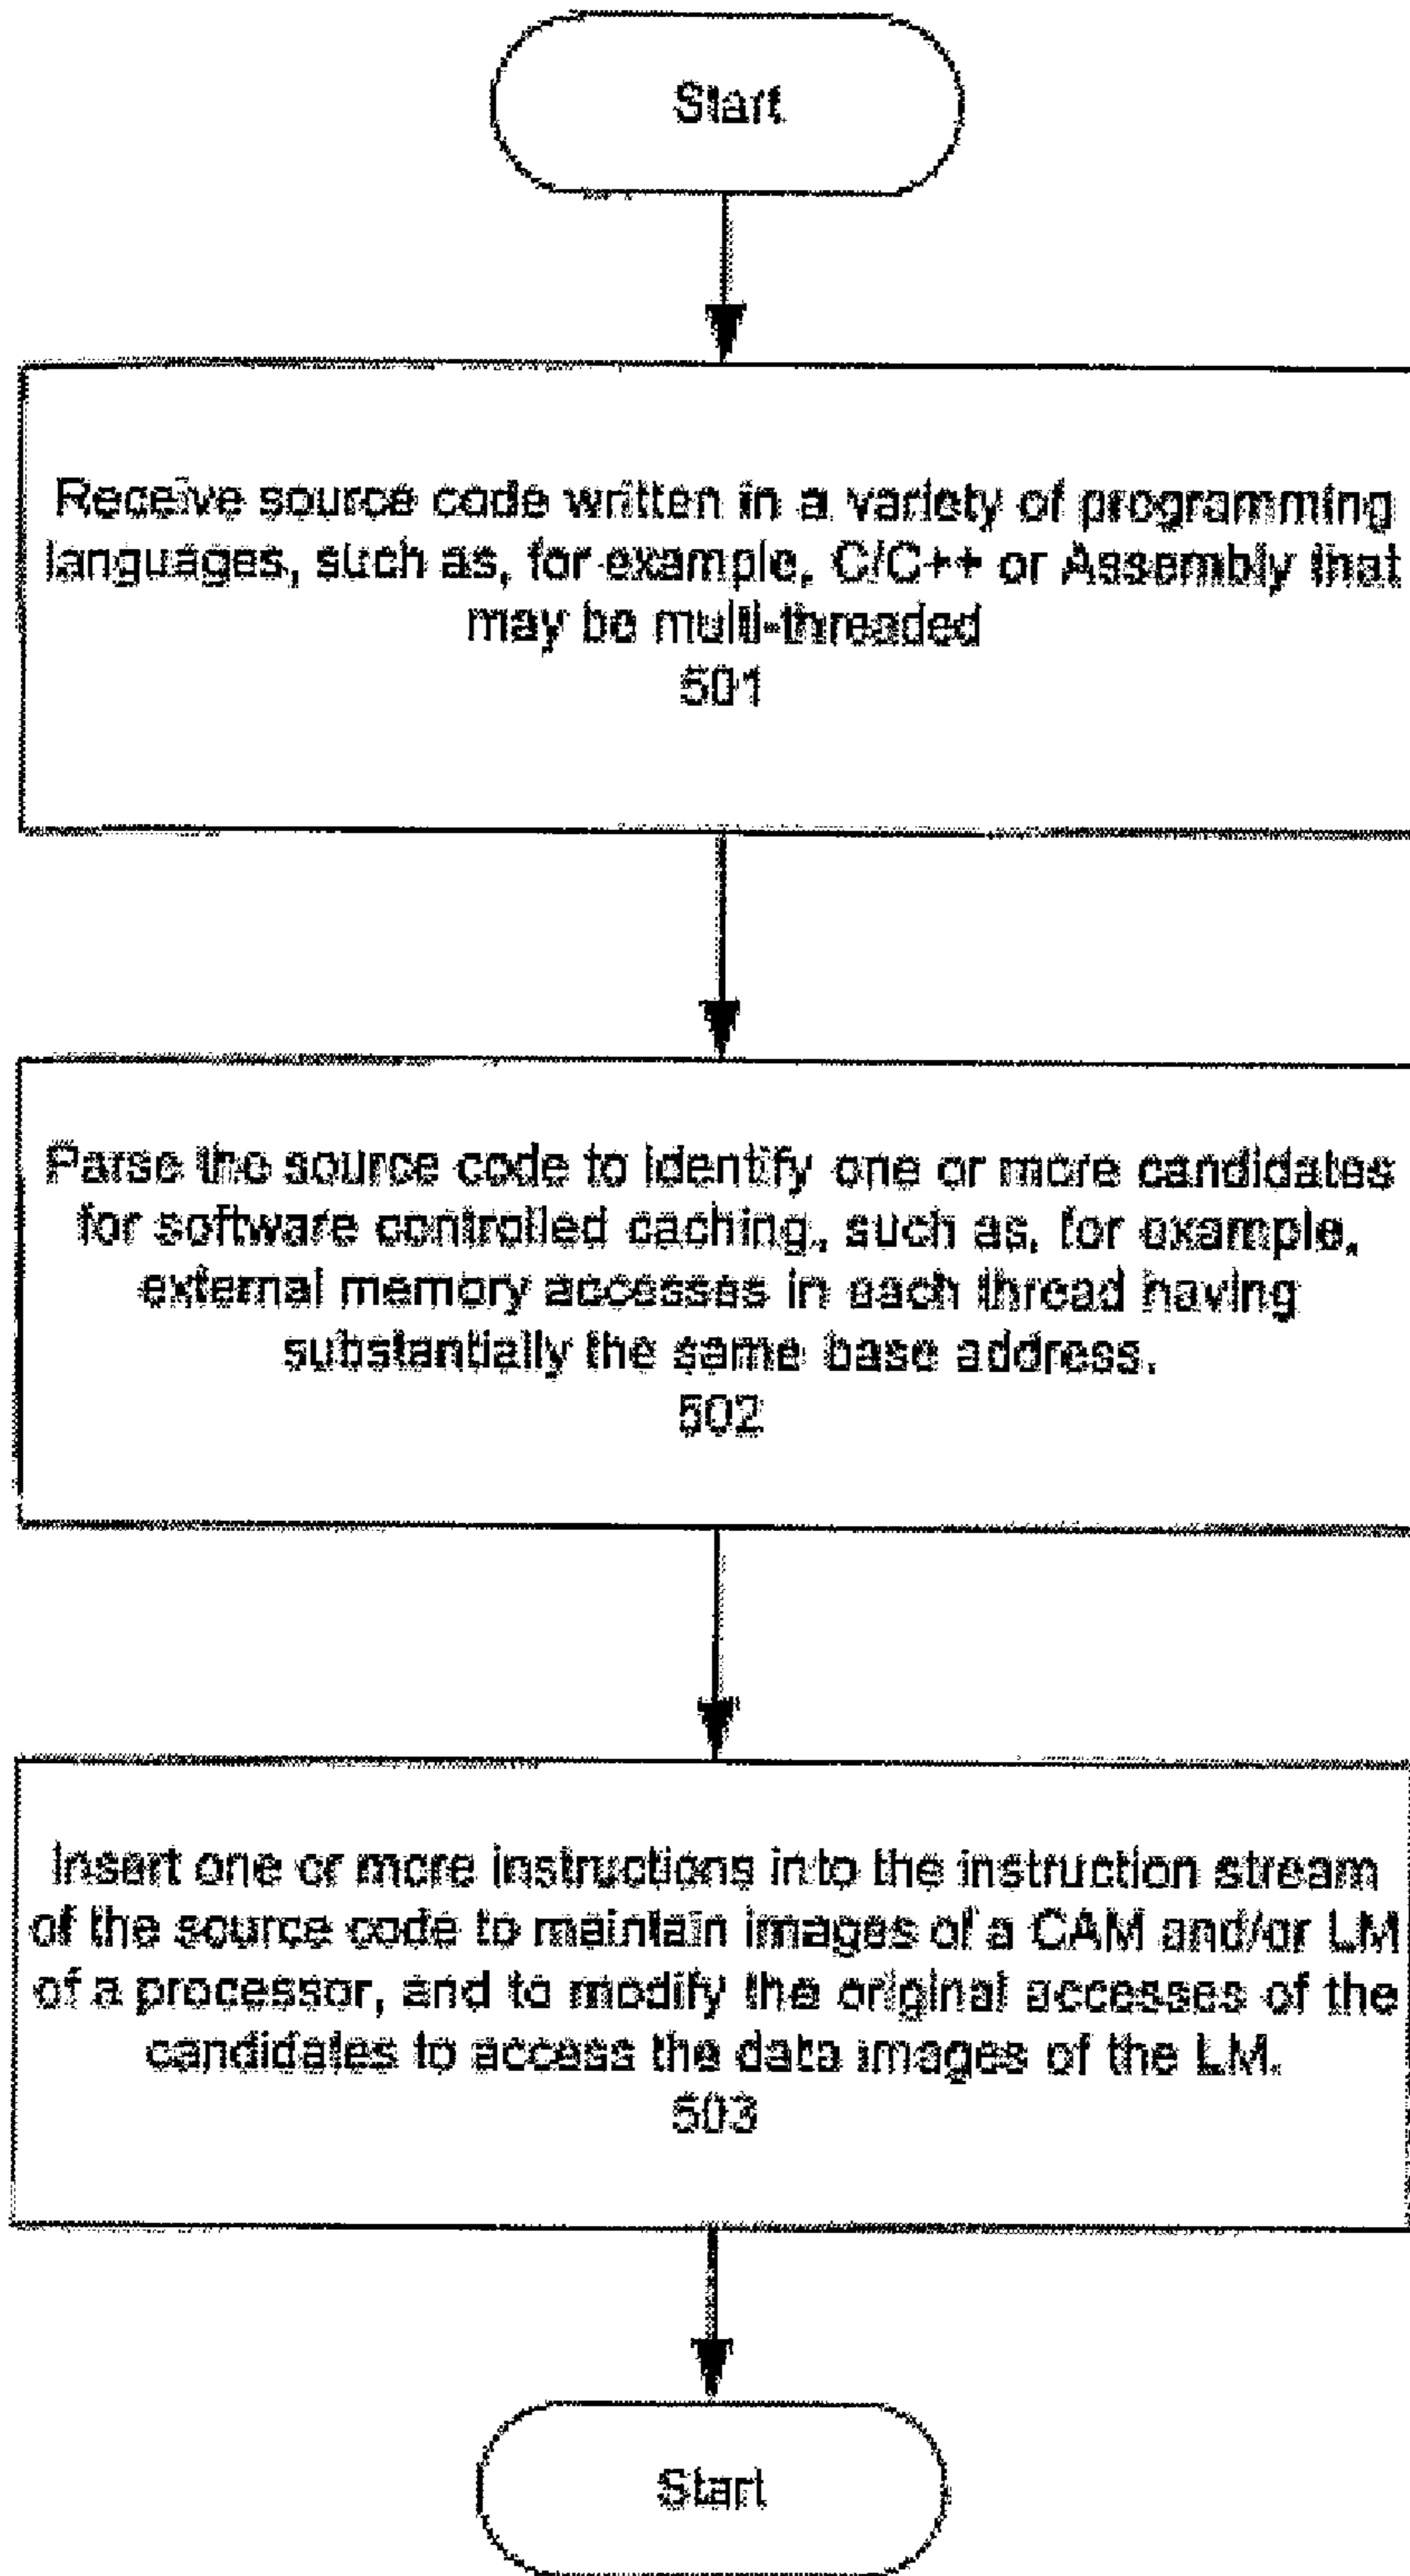 Start
Receive source code written in a variety of programming
languages, such as, for example, C/C++ or Assembly that
may be multi-threaded
501
Parse the source code to identify one or more candidates
for software controlled caching, such as, for example,
external memory accesses in each thread having
substantially the same base address.
502
Insert one or more instructions into the instruction stream
of the source code to maintain images of a CAM and/or LM
of a processor, and to modify the original accesses of the
candidates to access the data images of the LM.
503
Start